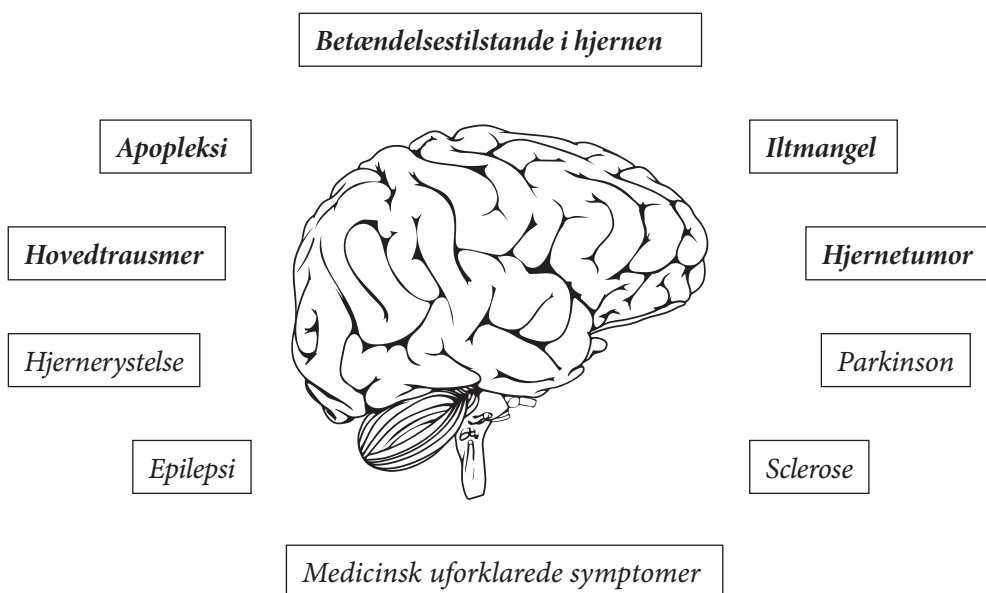 Betændelsestilstande i hjernen
Apopleksi
Iltmangel
Hovedtrausmer
Hjernetumor
Hjernerystelse
Parkinson
Epilepsi
Sclerose
Medicinsk uforklarede symptomer